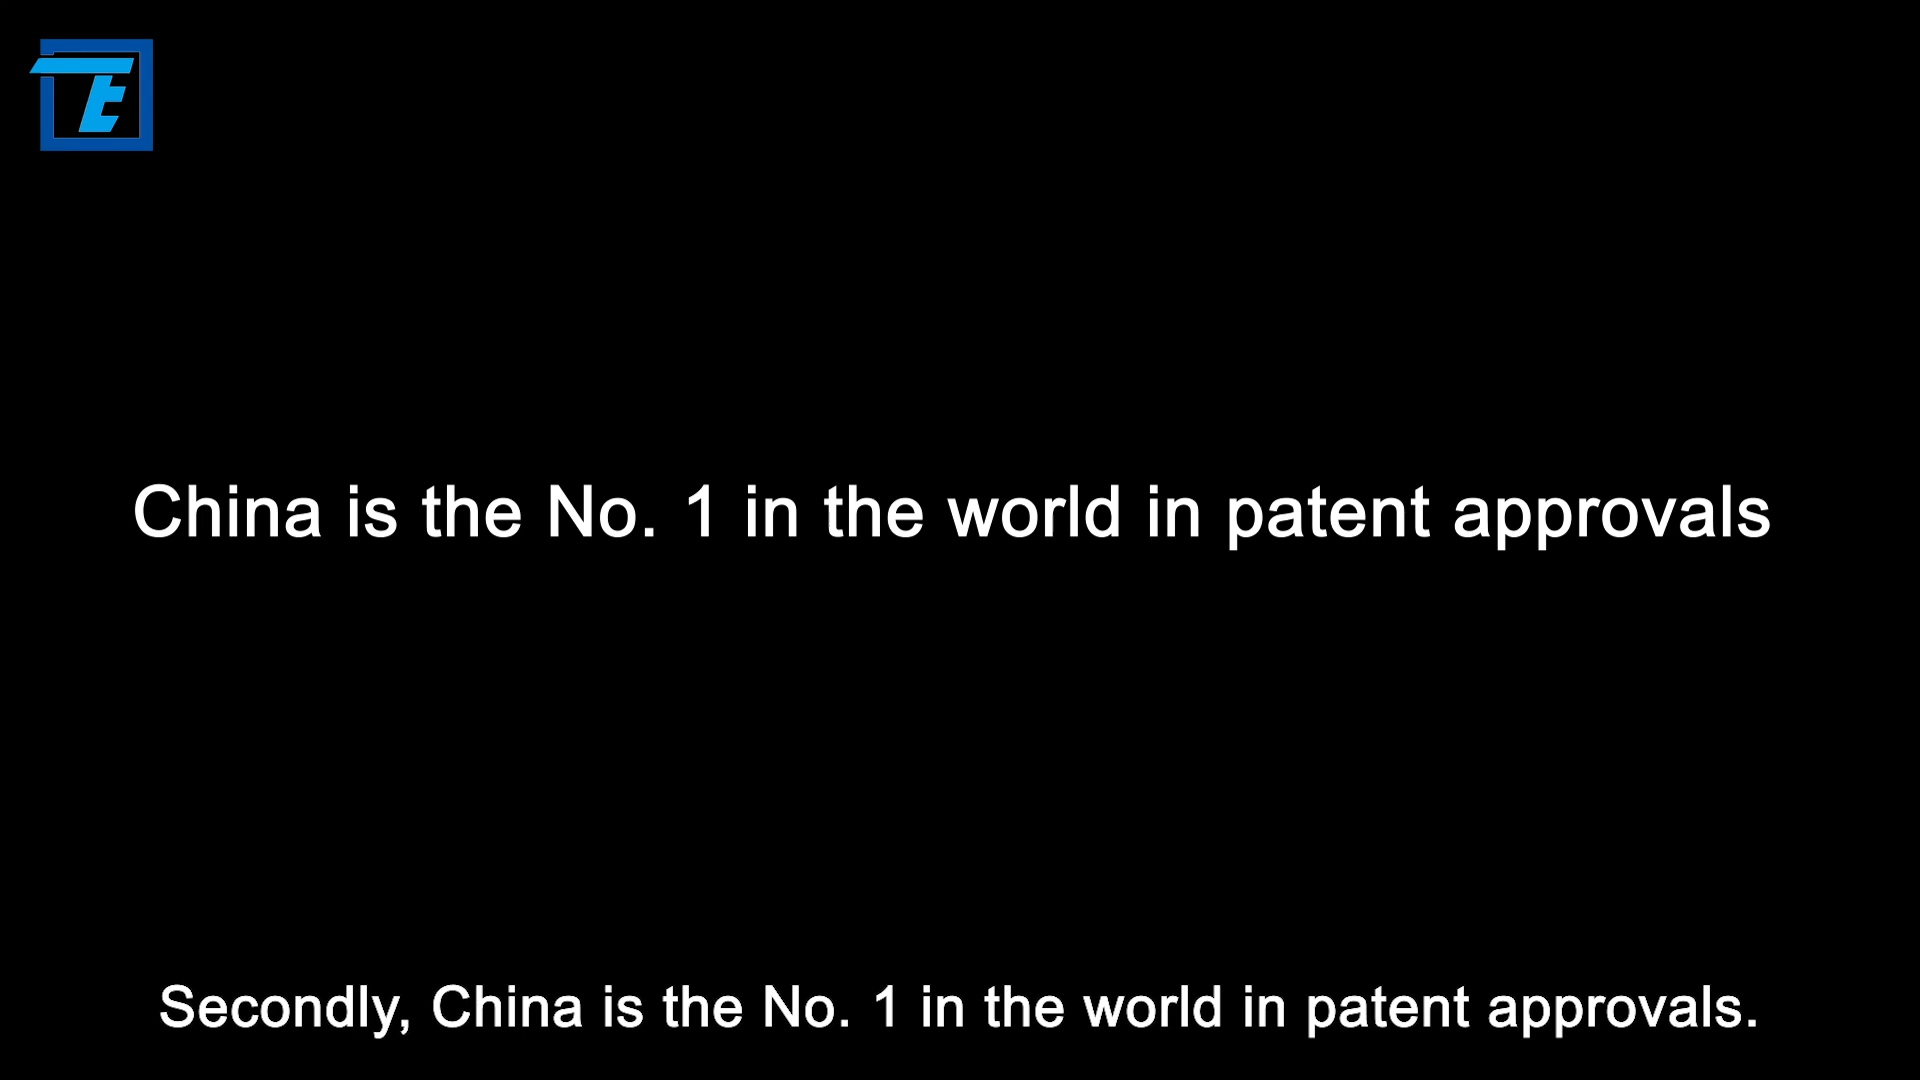 TE
China is the No. 1 in the world in patent approvals
Secondly, China is the No. 1 in the world in patent approvals.